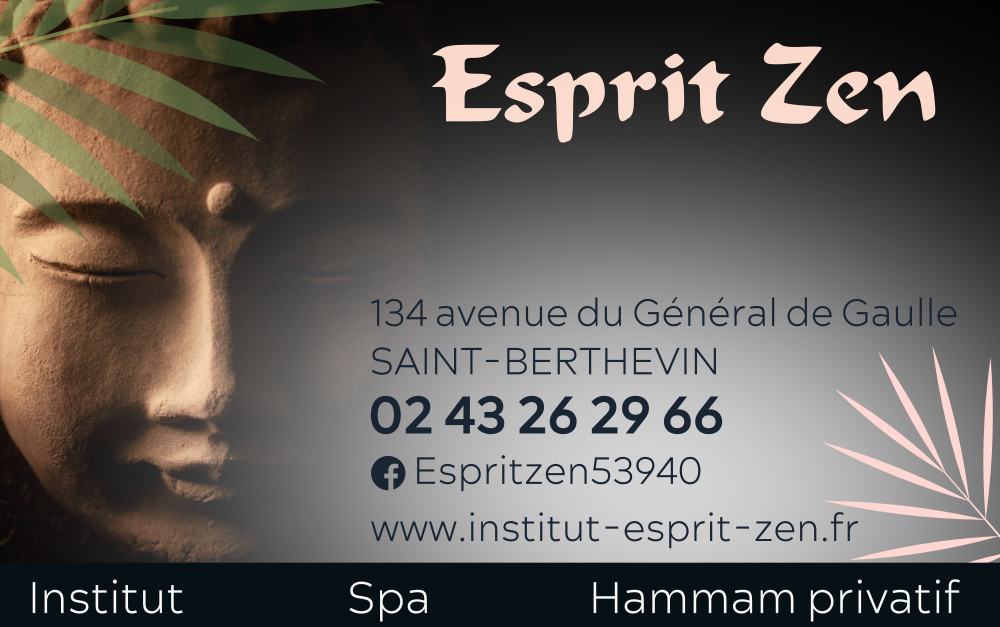 Esprit Zen
134 avenue du Général de Gaulle
SAINT-BERTHEVIN
02 43 26 29 66
Espritzen53940
www.institut-esprit-zen.fr
Institut Spa Hammam privatif